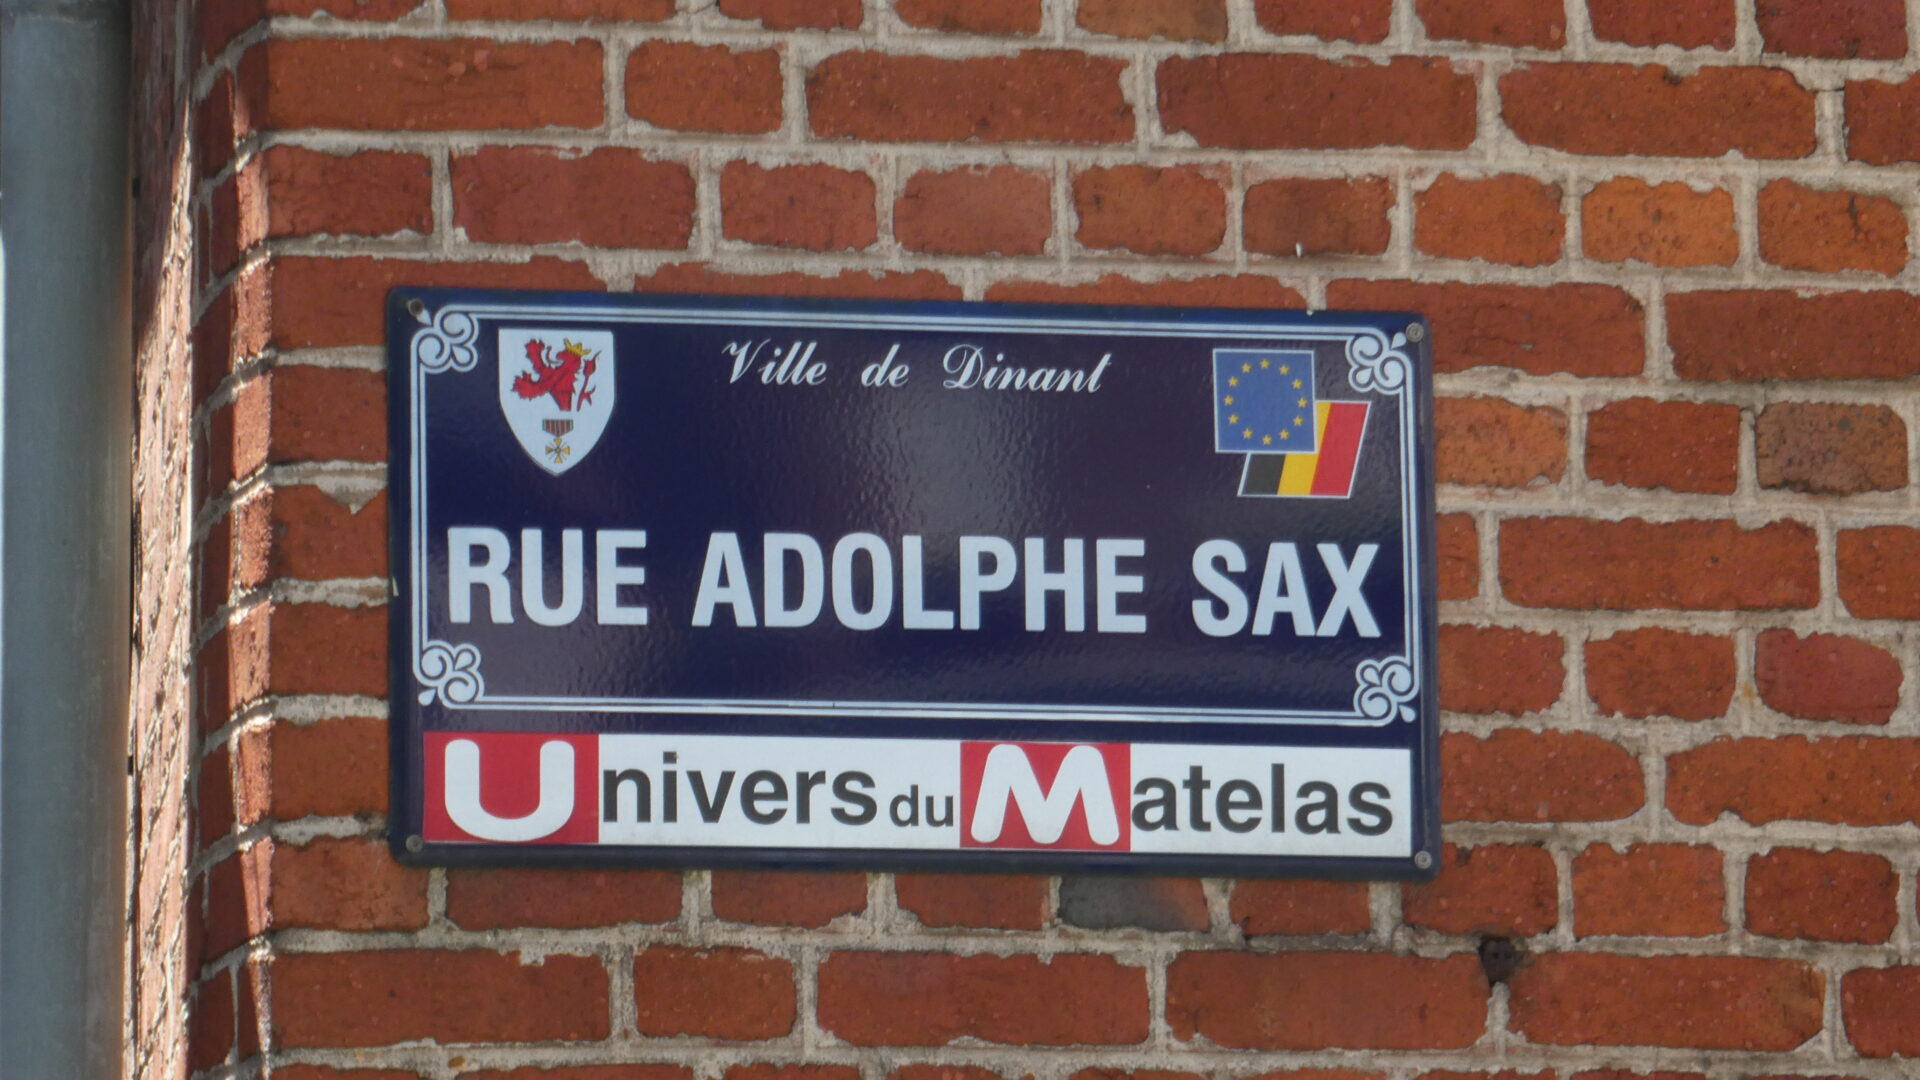 Ville de Dinant
RUE ADOLPHE SAX
Univers du Matelas